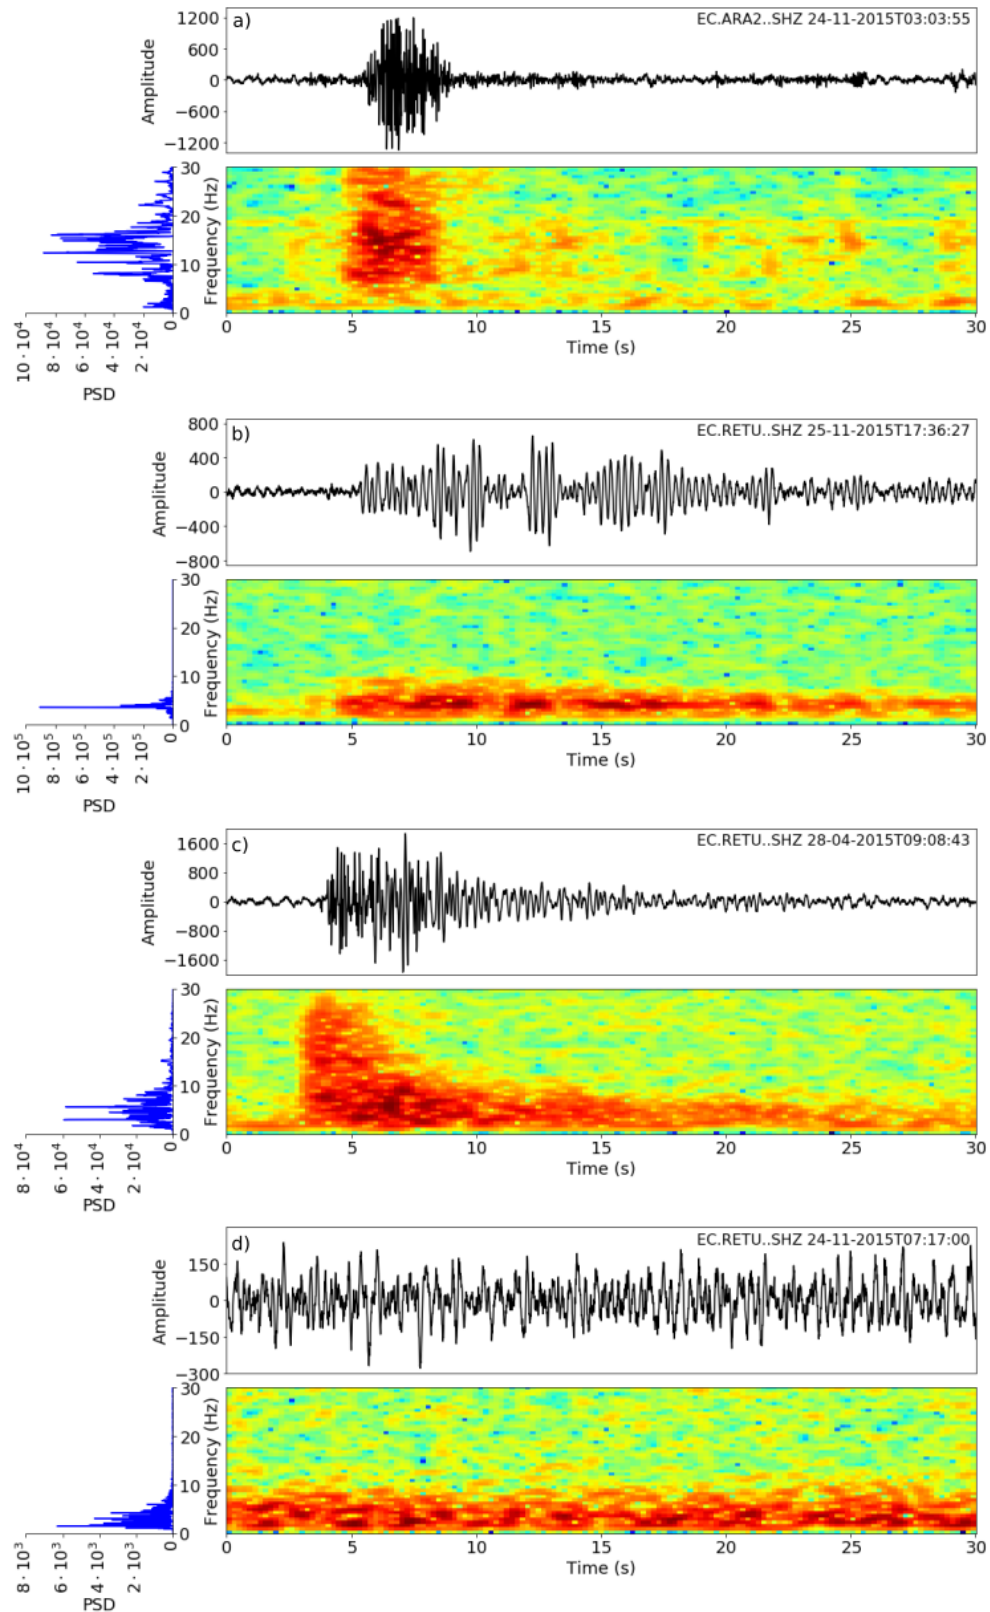 a) EC.ARA2..SHZ 24-11-2015T03:03:55
1200
600
0
−600
−1200
Amplitude
30
20
10
0
Frequency (Hz)
0 5 10 15 20 25 30
Time (s)
10 · 10⁴ 8 · 10⁴ 6 · 10⁴ 4 · 10⁴ 2 · 10⁴ 0
PSD
b) EC.RETU..SHZ 25-11-2015T17:36:27
800
400
0
−400
−800
Amplitude
30
20
10
0
Frequency (Hz)
0 5 10 15 20 25 30
Time (s)
10 · 10⁵ 8 · 10⁵ 6 · 10⁵ 4 · 10⁵ 2 · 10⁵ 0
PSD
c) EC.RETU..SHZ 28-04-2015T09:08:43
1600
800
0
−800
−1600
Amplitude
30
20
10
0
Frequency (Hz)
0 5 10 15 20 25 30
Time (s)
8 · 10⁴ 6 · 10⁴ 4 · 10⁴ 2 · 10⁴ 0
PSD
d) EC.RETU..SHZ 24-11-2015T07:17:00
150
0
−150
−300
Amplitude
30
20
10
0
Frequency (Hz)
0 5 10 15 20 25 30
Time (s)
8 · 10³ 6 · 10³ 4 · 10³ 2 · 10³ 0
PSD